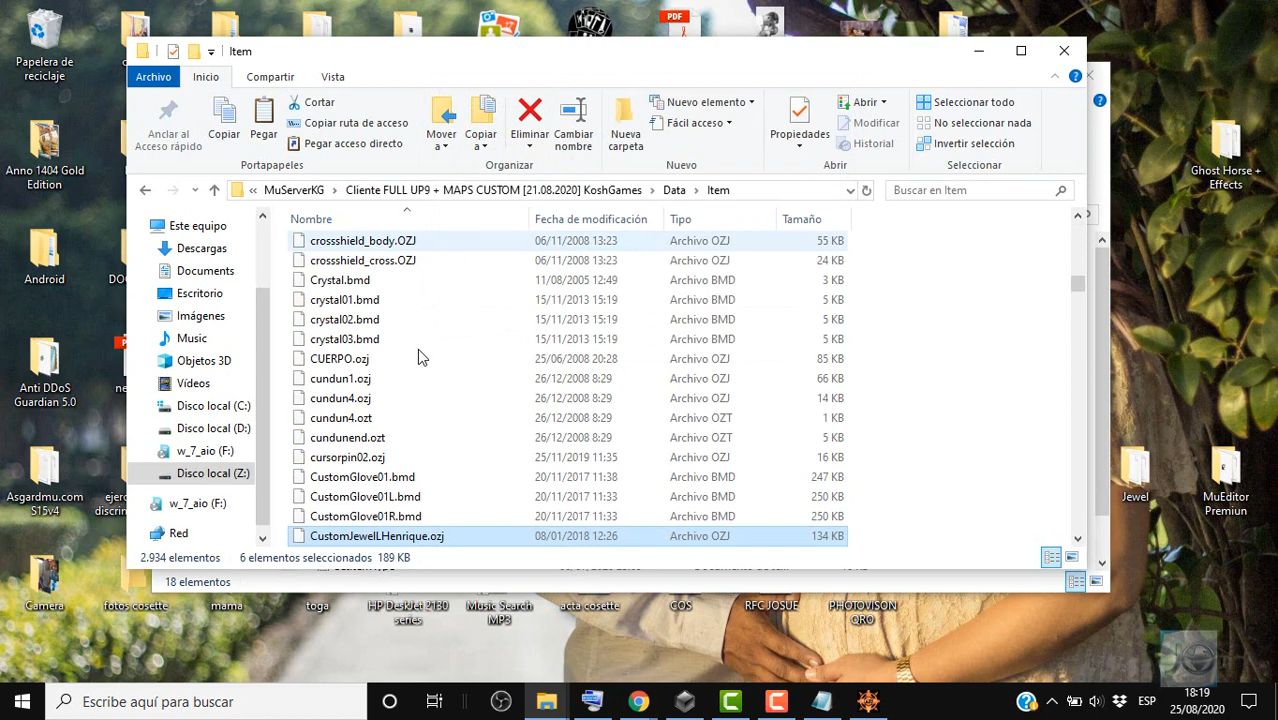 Item
Archivo Inicio Compartir Vista
Anclar al
Acceso rápido
Copiar
Pegar
Cortar
Copiar ruta de acceso
Pegar acceso directo
Portapapeles
Mover
a
Copiar
a
Eliminar
Cambiar
nombre
Organizar
Nueva
carpeta
Nuevo elemento
Fácil acceso
Nuevo
Propiedades
Abrir
Modificar
Historial
Abrir
Seleccionar todo
No seleccionar nada
Invertir selección
Seleccionar
« MuServerKG > Cliente FULL UP9 + MAPS CUSTOM [21.08.2020] KoshGames > Data > Item
Buscar en Item
Este equipo
Descargas
Documents
Escritorio
Imágenes
Music
Objetos 3D
Vídeos
Disco local (C:)
Disco local (D:)
w_7_aio (F:)
Disco local (Z:)
w_7_aio (F:)
Red
Nombre Fecha de modificación Tipo Tamaño
crossshield_body.OZJ 06/11/2008 13:23 Archivo OZJ 55 KB
crossshield_cross.OZJ 06/11/2008 13:23 Archivo OZJ 24 KB
Crystal.bmd 11/08/2005 12:49 Archivo BMD 3 KB
crystal01.bmd 15/11/2013 15:19 Archivo BMD 5 KB
crystal02.bmd 15/11/2013 15:19 Archivo BMD 5 KB
crystal03.bmd 15/11/2013 15:19 Archivo BMD 5 KB
CUERPO.ozj 25/06/2008 20:28 Archivo OZJ 85 KB
cundun1.ozj 26/12/2008 8:29 Archivo OZJ 66 KB
cundun4.ozj 26/12/2008 8:29 Archivo OZJ 14 KB
cundun4.ozt 26/12/2008 8:29 Archivo OZT 1 KB
cundunend.ozt 26/12/2008 8:29 Archivo OZT 5 KB
cursorpin02.ozj 25/11/2019 11:35 Archivo OZJ 16 KB
CustomGlove01.bmd 20/11/2017 11:38 Archivo BMD 247 KB
CustomGlove01L.bmd 20/11/2017 11:33 Archivo BMD 250 KB
CustomGlove01R.bmd 20/11/2017 11:33 Archivo BMD 250 KB
CustomJewelLHenrique.ozj 08/01/2018 12:26 Archivo OZJ 134 KB
2.934 elementos 6 elementos seleccionados 189 KB
18 elementos
Papelera de
reciclaje
Anno 1404 Gold
Edition
Android
Anti DDoS
Guardian 5.0
Asgardmu.com
S15v4
Camera
PDF
Ghost Horse +
Effects
Jewel
MuEditor
Premiun
fotos cosette
mama
toga
HP DeskJet 2130
series
Music Search
MP3
acta cosette
COS
RFC JOSUE
PHOTOVISON
QRO
Escribe aquí para buscar
ESP
18:19
25/08/2020